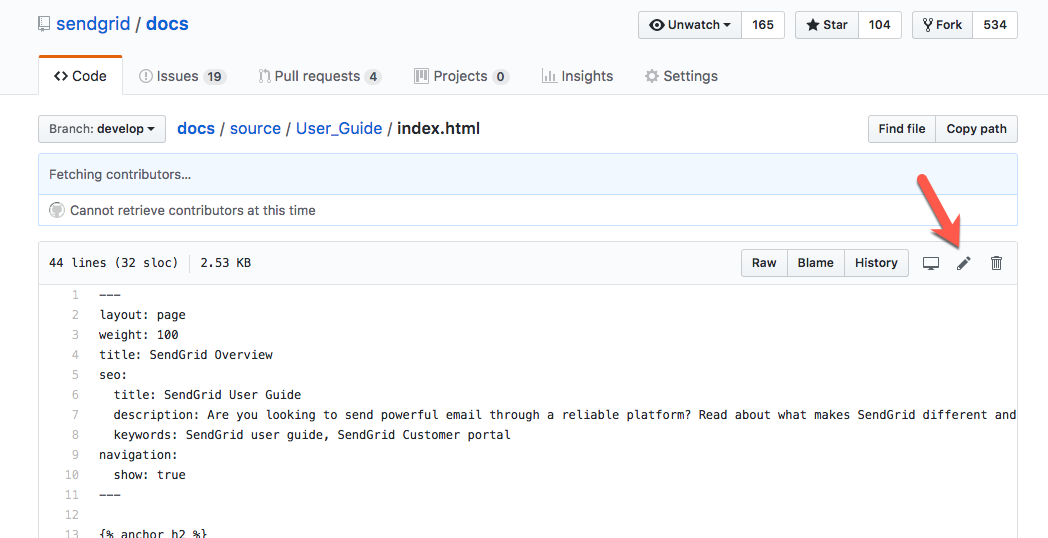 sendgrid / docs
Unwatch 165 Star 104 Fork 534
Code Issues 19 Pull requests 4 Projects 0 Insights Settings
Branch: develop docs / source / User_Guide / index.html Find file Copy path
Fetching contributors...
Cannot retrieve contributors at this time
44 lines (32 sloc) 2.53 KB Raw Blame History
1 ---
2 layout: page
3 weight: 100
4 title: SendGrid Overview
5 seo:
6 title: SendGrid User Guide
7 description: Are you looking to send powerful email through a reliable platform? Read about what makes SendGrid different and
8 keywords: SendGrid user guide, SendGrid Customer portal
9 navigation:
10 show: true
11 ---
12
13 {% anchor h2 %}